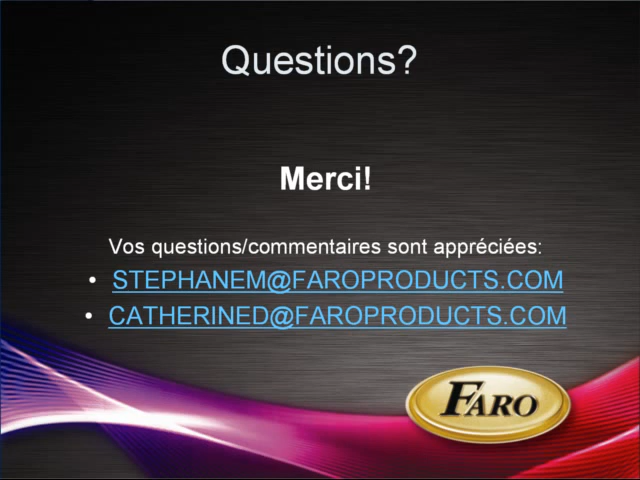 Questions?
Merci!
Vos questions/commentaires sont appréciées:
• STEPHANEM@FAROPRODUCTS.COM
• CATHERINED@FAROPRODUCTS.COM
FARO